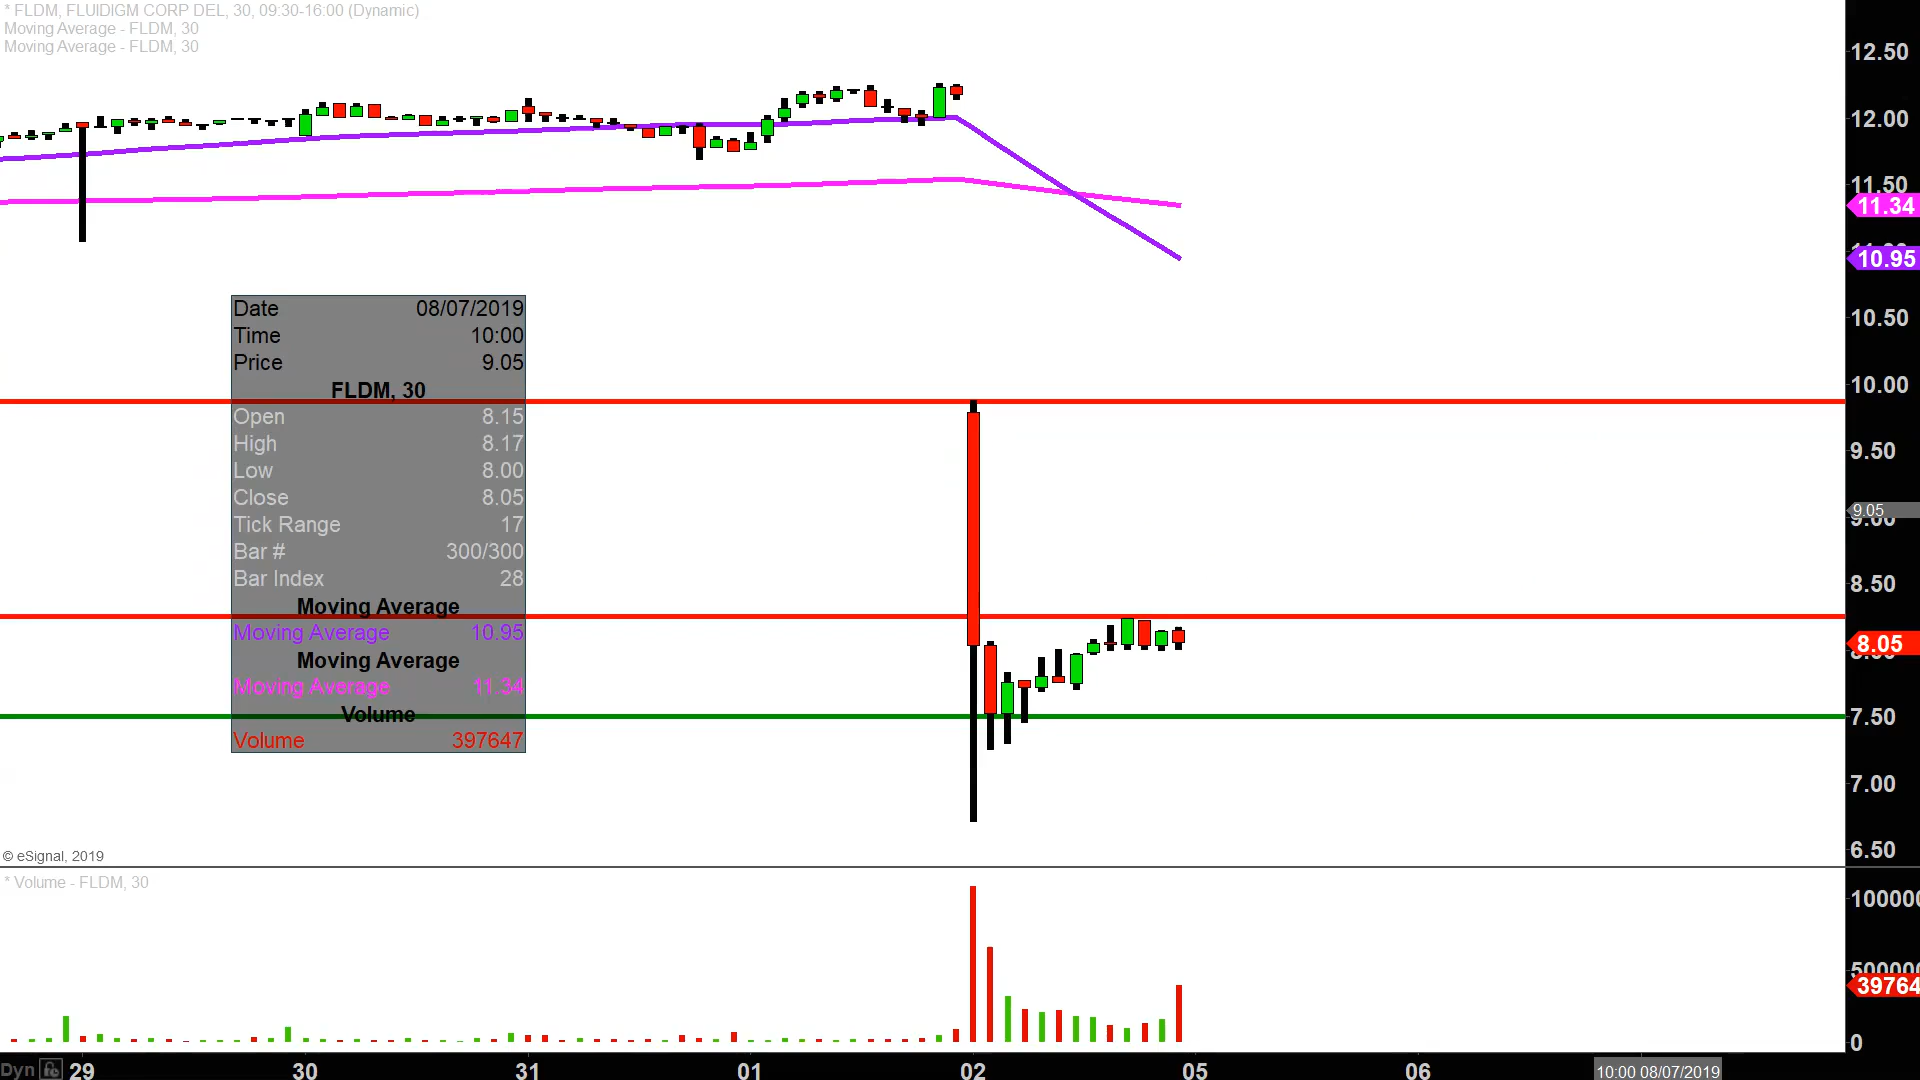 * FLDM, FLUIDIGM CORP DEL, 30, 09:30-16:00 (Dynamic)
Moving Average - FLDM, 30
Moving Average - FLDM, 30
12.50
12.00
11.50
11.34
10.95
10.50
10.00
9.50
9.05
8.50
8.05
7.50
7.00
6.50
Date 08/07/2019
Time 10:00
Price 9.05
FLDM, 30
Open 8.15
High 8.17
Low 8.00
Close 8.05
Tick Range 17
Bar # 300/300
Bar Index 28
Moving Average
Moving Average 10.95
Moving Average
Moving Average 11.34
Volume
Volume 397647
© eSignal, 2019
* Volume - FLDM, 30
100000
500000
39764
0
Dyn 29 30 31 01 02 05 06 10:00 08/07/2019